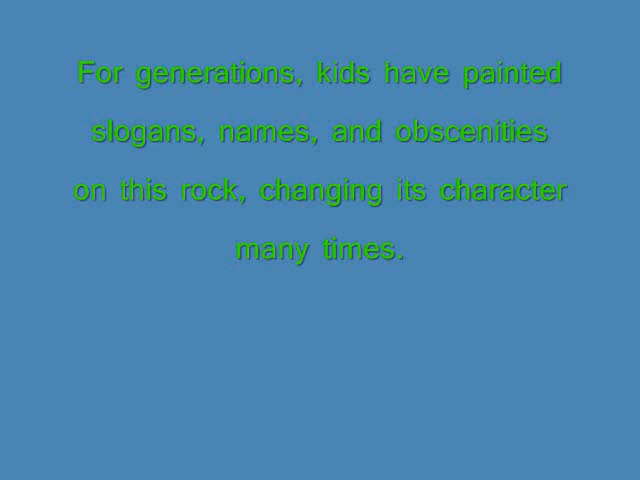 For generations, kids have painted
slogans, names, and obscenities
on this rock, changing its character
many times.